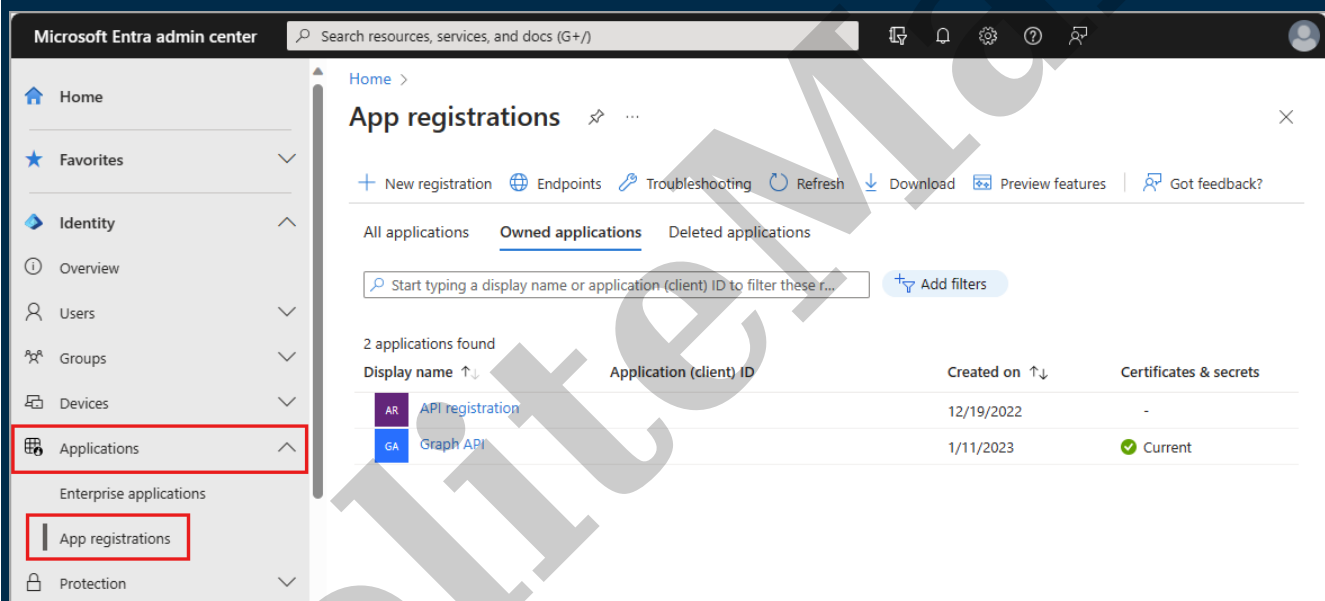 Microsoft Entra admin center
Search resources, services, and docs (G+/)
Home
Favorites
Identity
Overview
Users
Groups
Devices
Applications
Enterprise applications
App registrations
Protection
Home >
App registrations
...
New registration Endpoints Troubleshooting Refresh Download Preview features Got feedback?
All applications Owned applications Deleted applications
Start typing a display name or application (client) ID to filter these r...
Add filters
2 applications found
Display name ↑↓ Application (client) ID Created on ↑↓ Certificates & secrets
AR API registration 12/19/2022 -
GA Graph API 1/11/2023 Current